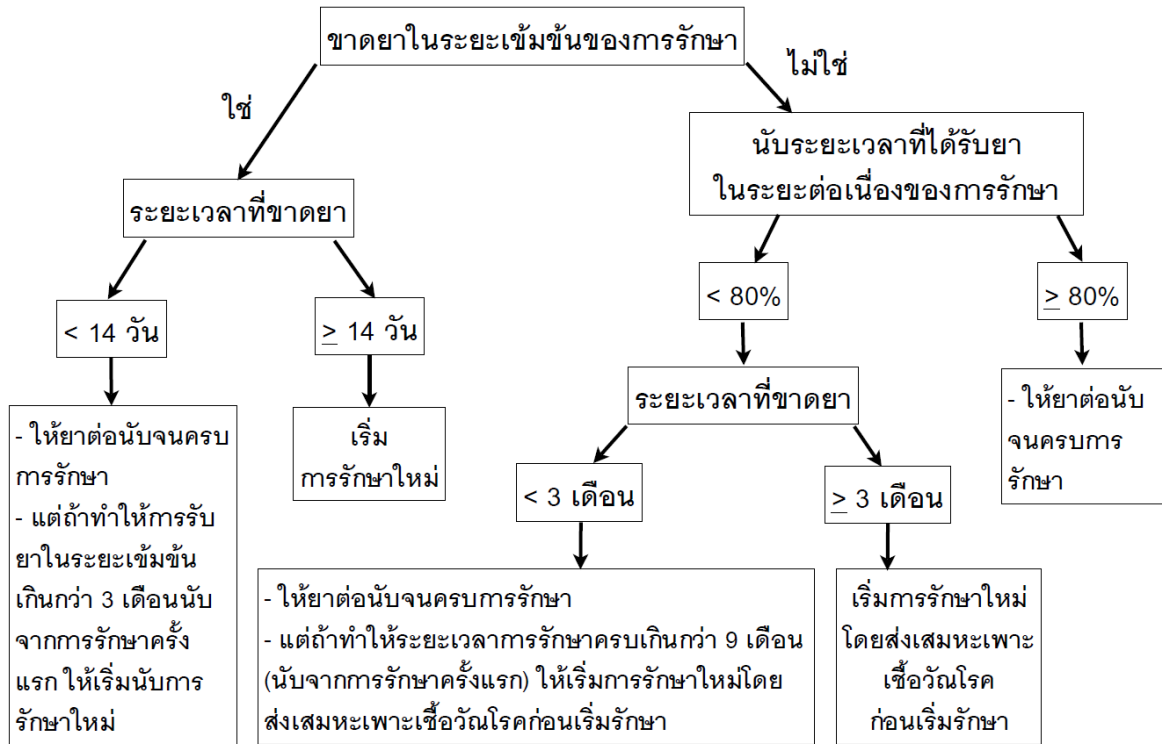 ขาดยาในระยะเข้มข้นของการรักษา
ใช่
ไม่ใช่
ระยะเวลาที่ขาดยา
นับระยะเวลาที่ได้รับยา
ในระยะต่อเนื่องของการรักษา
< 14 วัน
≥ 14 วัน
< 80%
≥ 80%
- ให้ยาต่อนับจนครบ
การรักษา
- แต่ถ้าทำให้การรับ
ยาในระยะเข้มข้น
เกินกว่า 3 เดือนนับ
จากการรักษาครั้ง
แรก ให้เริ่มนับการ
รักษาใหม่
เริ่ม
การรักษาใหม่
ระยะเวลาที่ขาดยา
- ให้ยาต่อนับ
จนครบการ
รักษา
< 3 เดือน
≥ 3 เดือน
- ให้ยาต่อนับจนครบการรักษา
- แต่ถ้าทำให้ระยะเวลาการรักษาครบเกินกว่า 9 เดือน
(นับจากการรักษาครั้งแรก) ให้เริ่มการรักษาใหม่โดย
ส่งเสมหะเพาะเชื้อวัณโรคก่อนเริ่มรักษา
เริ่มการรักษาใหม่
โดยส่งเสมหะเพาะ
เชื้อวัณโรค
ก่อนเริ่มรักษา